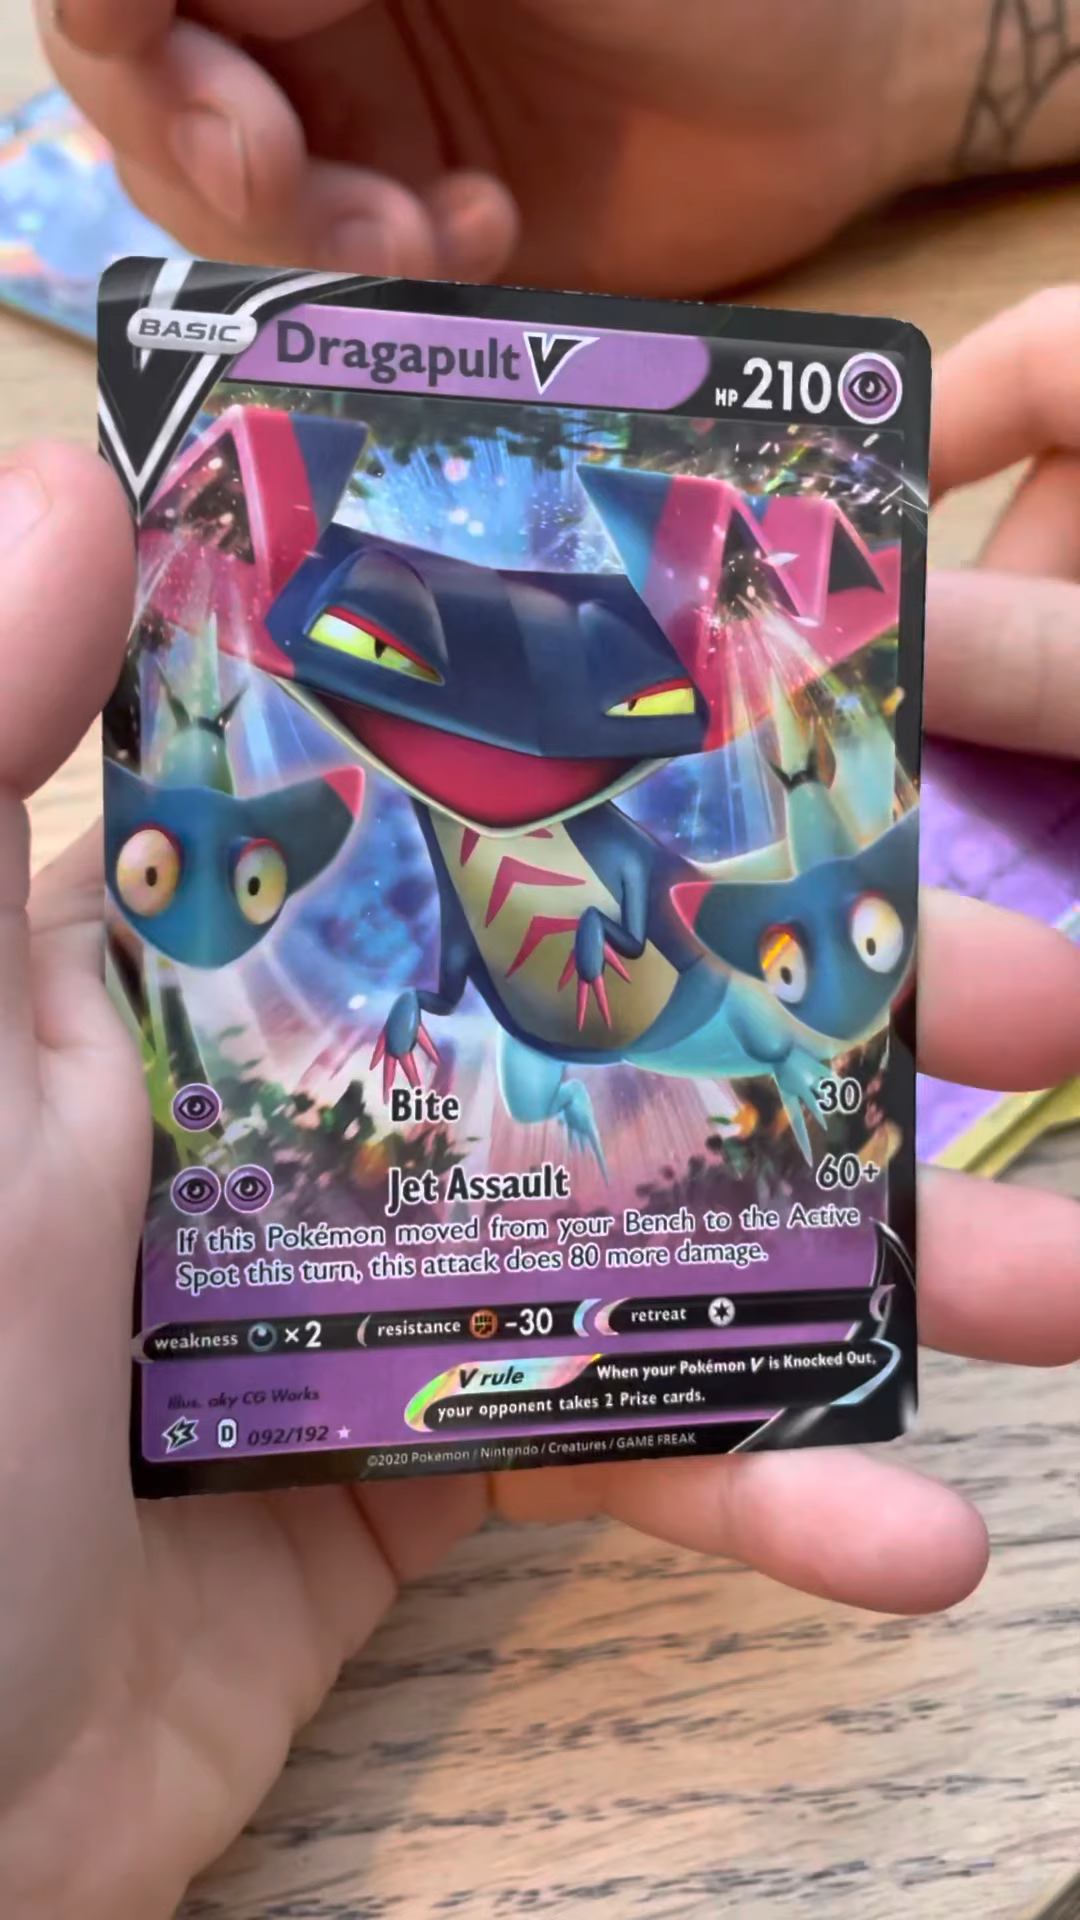 BASIC
Dragapult V
HP 210
Bite 30
Jet Assault 60+
If this Pokémon moved from your Bench to the Active
Spot this turn, this attack does 80 more damage.
weakness ×2 resistance -30 retreat
V rule When your Pokémon V is Knocked Out,
your opponent takes 2 Prize cards.
Illus. aky CG Works
D 092/192
©2020 Pokémon / Nintendo / Creatures / GAME FREAK